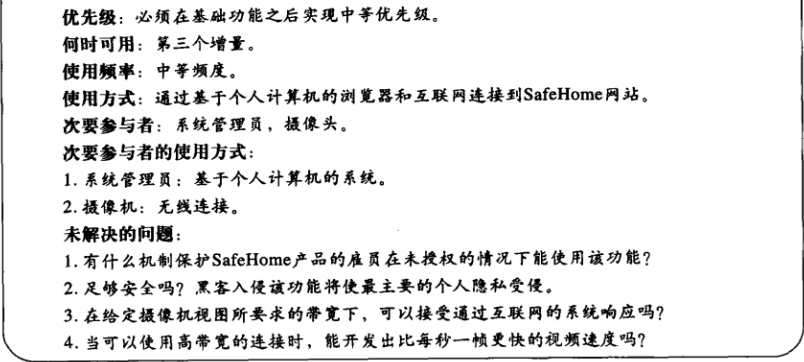 优先级：必须在基础功能之后实现中等优先级。
何时可用：第三个增量。
使用频率：中等频度。
使用方式：通过基于个人计算机的浏览器和互联网连接到SafeHome网站。
次要参与者：系统管理员，摄像头。
次要参与者的使用方式：
1. 系统管理员：基于个人计算机的系统。
2. 摄像机：无线连接。
未解决的问题：
1. 有什么机制保护SafeHome产品的雇员在未授权的情况下能使用该功能？
2. 足够安全吗？黑客入侵该功能将使最主要的个人隐私受侵。
3. 在给定摄像机视图所要求的带宽下，可以接受通过互联网的系统响应吗？
4. 当可以使用高带宽的连接时，能开发出比每秒一帧更快的视频速度吗？